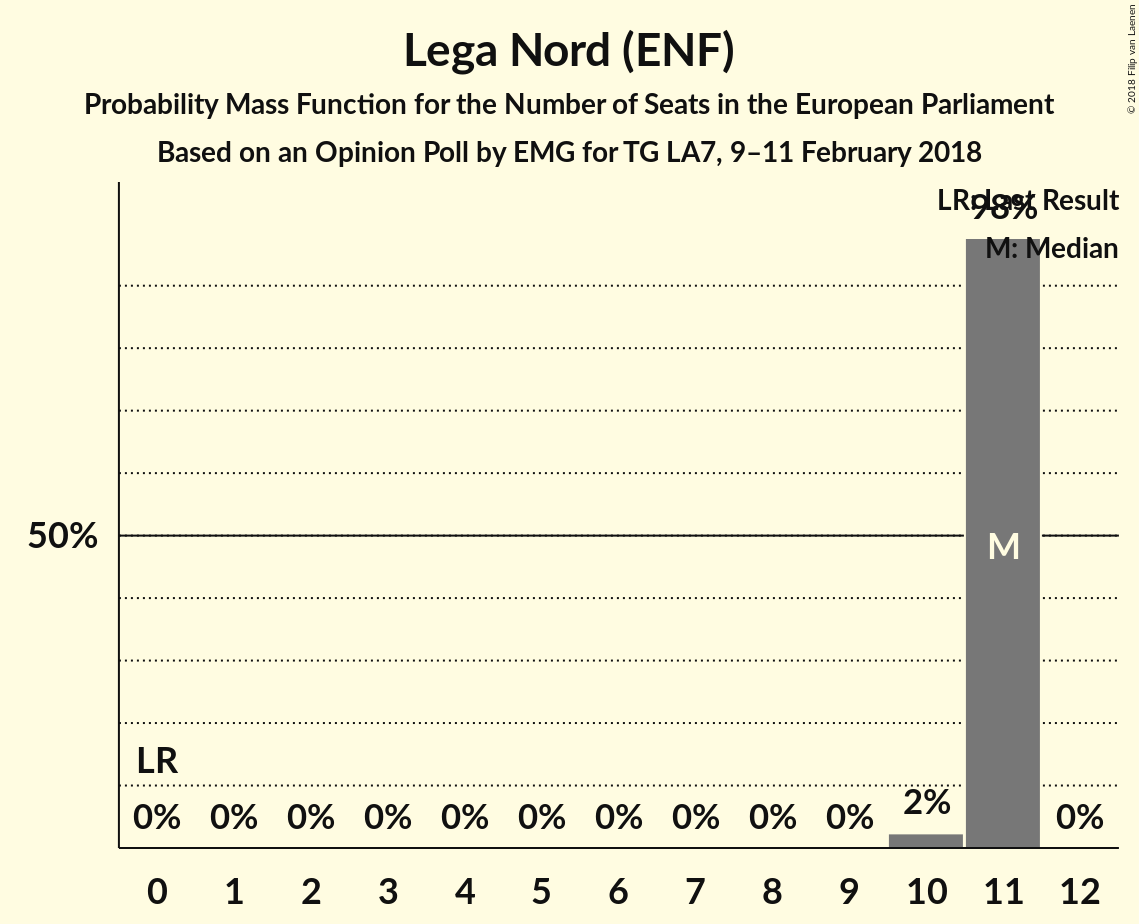 Lega Nord (ENF)
Probability Mass Function for the Number of Seats in the European Parliament
Based on an Opinion Poll by EMG for TG LA7, 9–11 February 2018
© 2018 Filip van Laenen
LR: Last Result
98%
M: Median
50%
M
LR
0% 0% 0% 0% 0% 0% 0% 0% 0% 0% 2% 0%
0 1 2 3 4 5 6 7 8 9 10 11 12